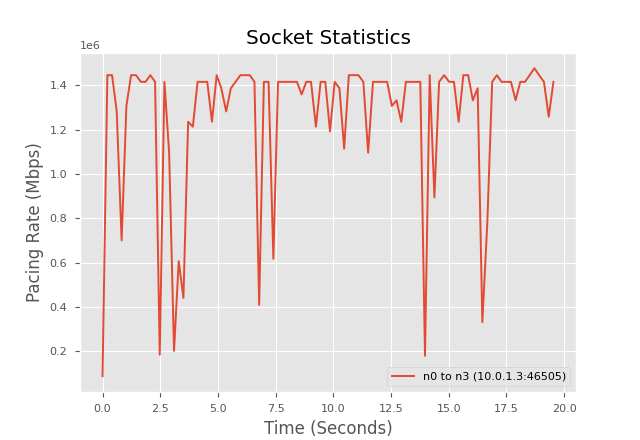 Socket Statistics
1e6
1.4
1.2
1.0
0.8
0.6
0.4
0.2
Pacing Rate (Mbps)
n0 to n3 (10.0.1.3:46505)
0.0 2.5 5.0 7.5 10.0 12.5 15.0 17.5 20.0
Time (Seconds)